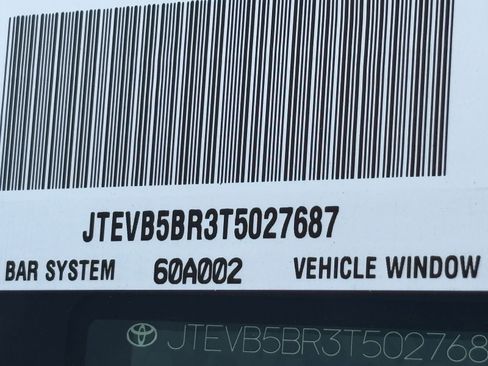 JTEVB5BR3T5027687
BAR SYSTEM 60A002 VEHICLE WINDOW
JTEVB5BR3T502768